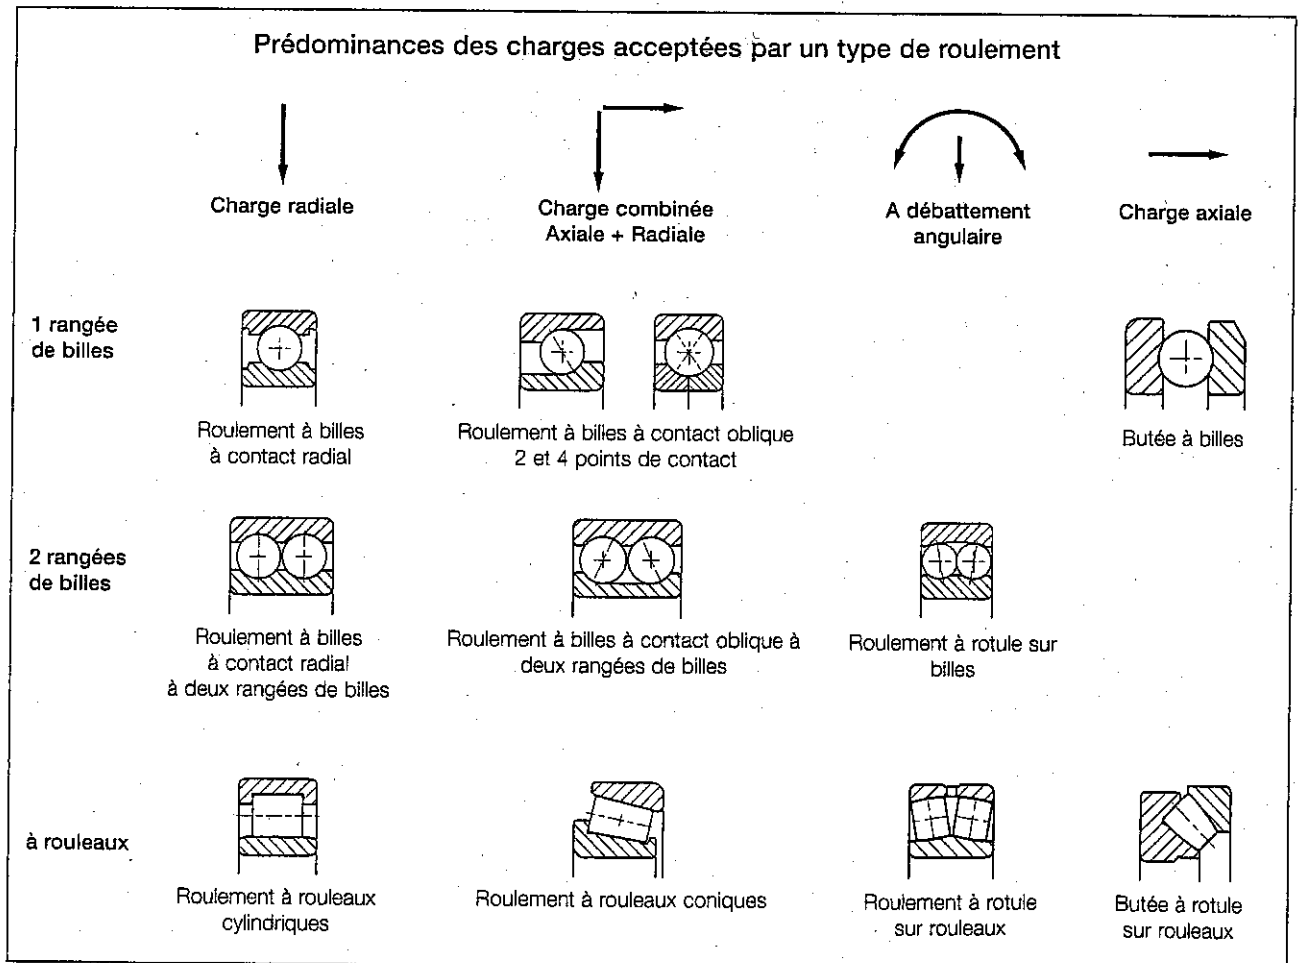 Prédominances des charges acceptées par un type de roulement
Charge radiale
Charge combinée
Axiale + Radiale
A débattement
angulaire
Charge axiale
1 rangée
de billes
Roulement à billes
à contact radial
Roulement à billes à contact oblique
2 et 4 points de contact
Butée à billes
2 rangées
de billes
Roulement à billes
à contact radial
à deux rangées de billes
Roulement à billes à contact oblique à
deux rangées de billes
Roulement à rotule sur
billes
à rouleaux
Roulement à rouleaux
cylindriques
Roulement à rouleaux coniques
Roulement à rotule
sur rouleaux
Butée à rotule
sur rouleaux